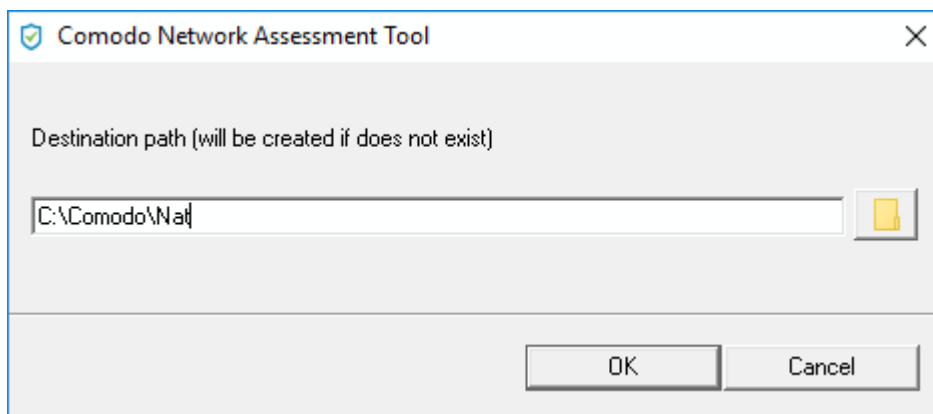 Comodo Network Assessment Tool
Destination path (will be created if does not exist)
C:\Comodo\Nat
OK
Cancel